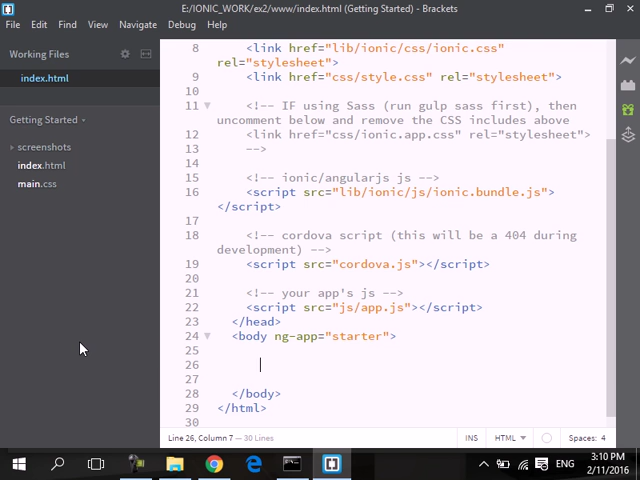 E:/IONIC_WORK/ex2/www/index.html (Getting Started) - Brackets
File Edit Find View Navigate Debug Help
Working Files
index.html
Getting Started
screenshots
index.html
main.css
8 <link href="lib/ionic/css/ionic.css"
rel="stylesheet">
9 <link href="css/style.css" rel="stylesheet">
10
11 <!-- IF using Sass (run gulp sass first), then
uncomment below and remove the CSS includes above
12 <link href="css/ionic.app.css" rel="stylesheet">
13 -->
14
15 <!-- ionic/angularjs js -->
16 <script src="lib/ionic/js/ionic.bundle.js">
</script>
17
18 <!-- cordova script (this will be a 404 during
development) -->
19 <script src="cordova.js"></script>
20
21 <!-- your app's js -->
22 <script src="js/app.js"></script>
23 </head>
24 <body ng-app="starter">
25
26
27
28 </body>
29 </html>
30
Line 26, Column 7 — 30 Lines
INS
HTML
Spaces: 4
ENG
3:10 PM
2/11/2016